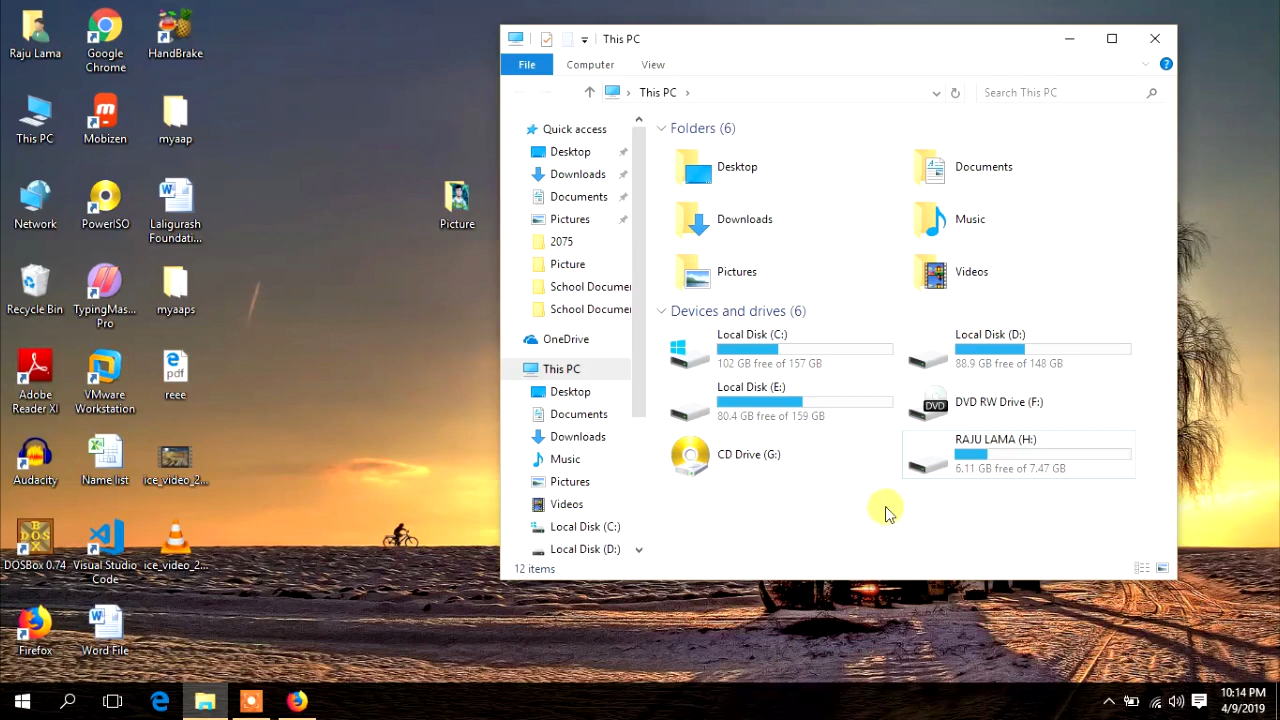 Raju Lama
Google
Chrome
HandBrake
This PC
Mobizen
myaap
Network
PowerISO
Laligurash
Foundati...
Recycle Bin
TypingMas...
Pro
myaaps
Adobe
Reader XI
VMware
Workstation
reee
pdf
Audacity
Name list
ice_video_2...
DOSBox 0.74
Visual Studio
Code
ice_video_2...
Firefox
Word File
Picture
This PC
File
Computer
View
This PC
Search This PC
Quick access
Desktop
Downloads
Documents
Pictures
2075
Picture
School Docume
School Docume
OneDrive
This PC
Desktop
Documents
Downloads
Music
Pictures
Videos
Local Disk (C:)
Local Disk (D:)
Folders (6)
Desktop
Documents
Downloads
Music
Pictures
Videos
Devices and drives (6)
Local Disk (C:)
102 GB free of 157 GB
Local Disk (D:)
88.9 GB free of 148 GB
Local Disk (E:)
80.4 GB free of 159 GB
DVD
DVD RW Drive (F:)
CD Drive (G:)
RAJU LAMA (H:)
6.11 GB free of 7.47 GB
12 items
10:14 PM
4/9/2019